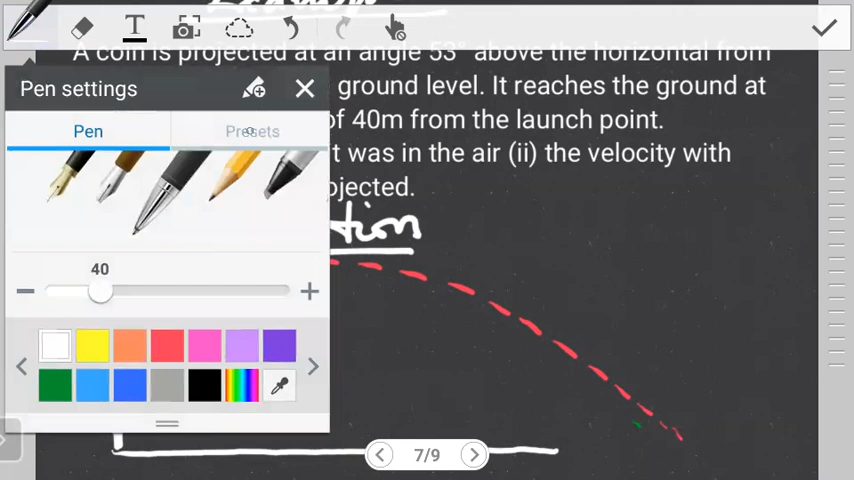 A coin is projected at an angle 53° above the horizontal from
Pen settings
ground level. It reaches the ground at
Pen
Presets
of 40m from the launch point.
t was in the air (ii) the velocity with
ojected.
tion
40
7/9
T